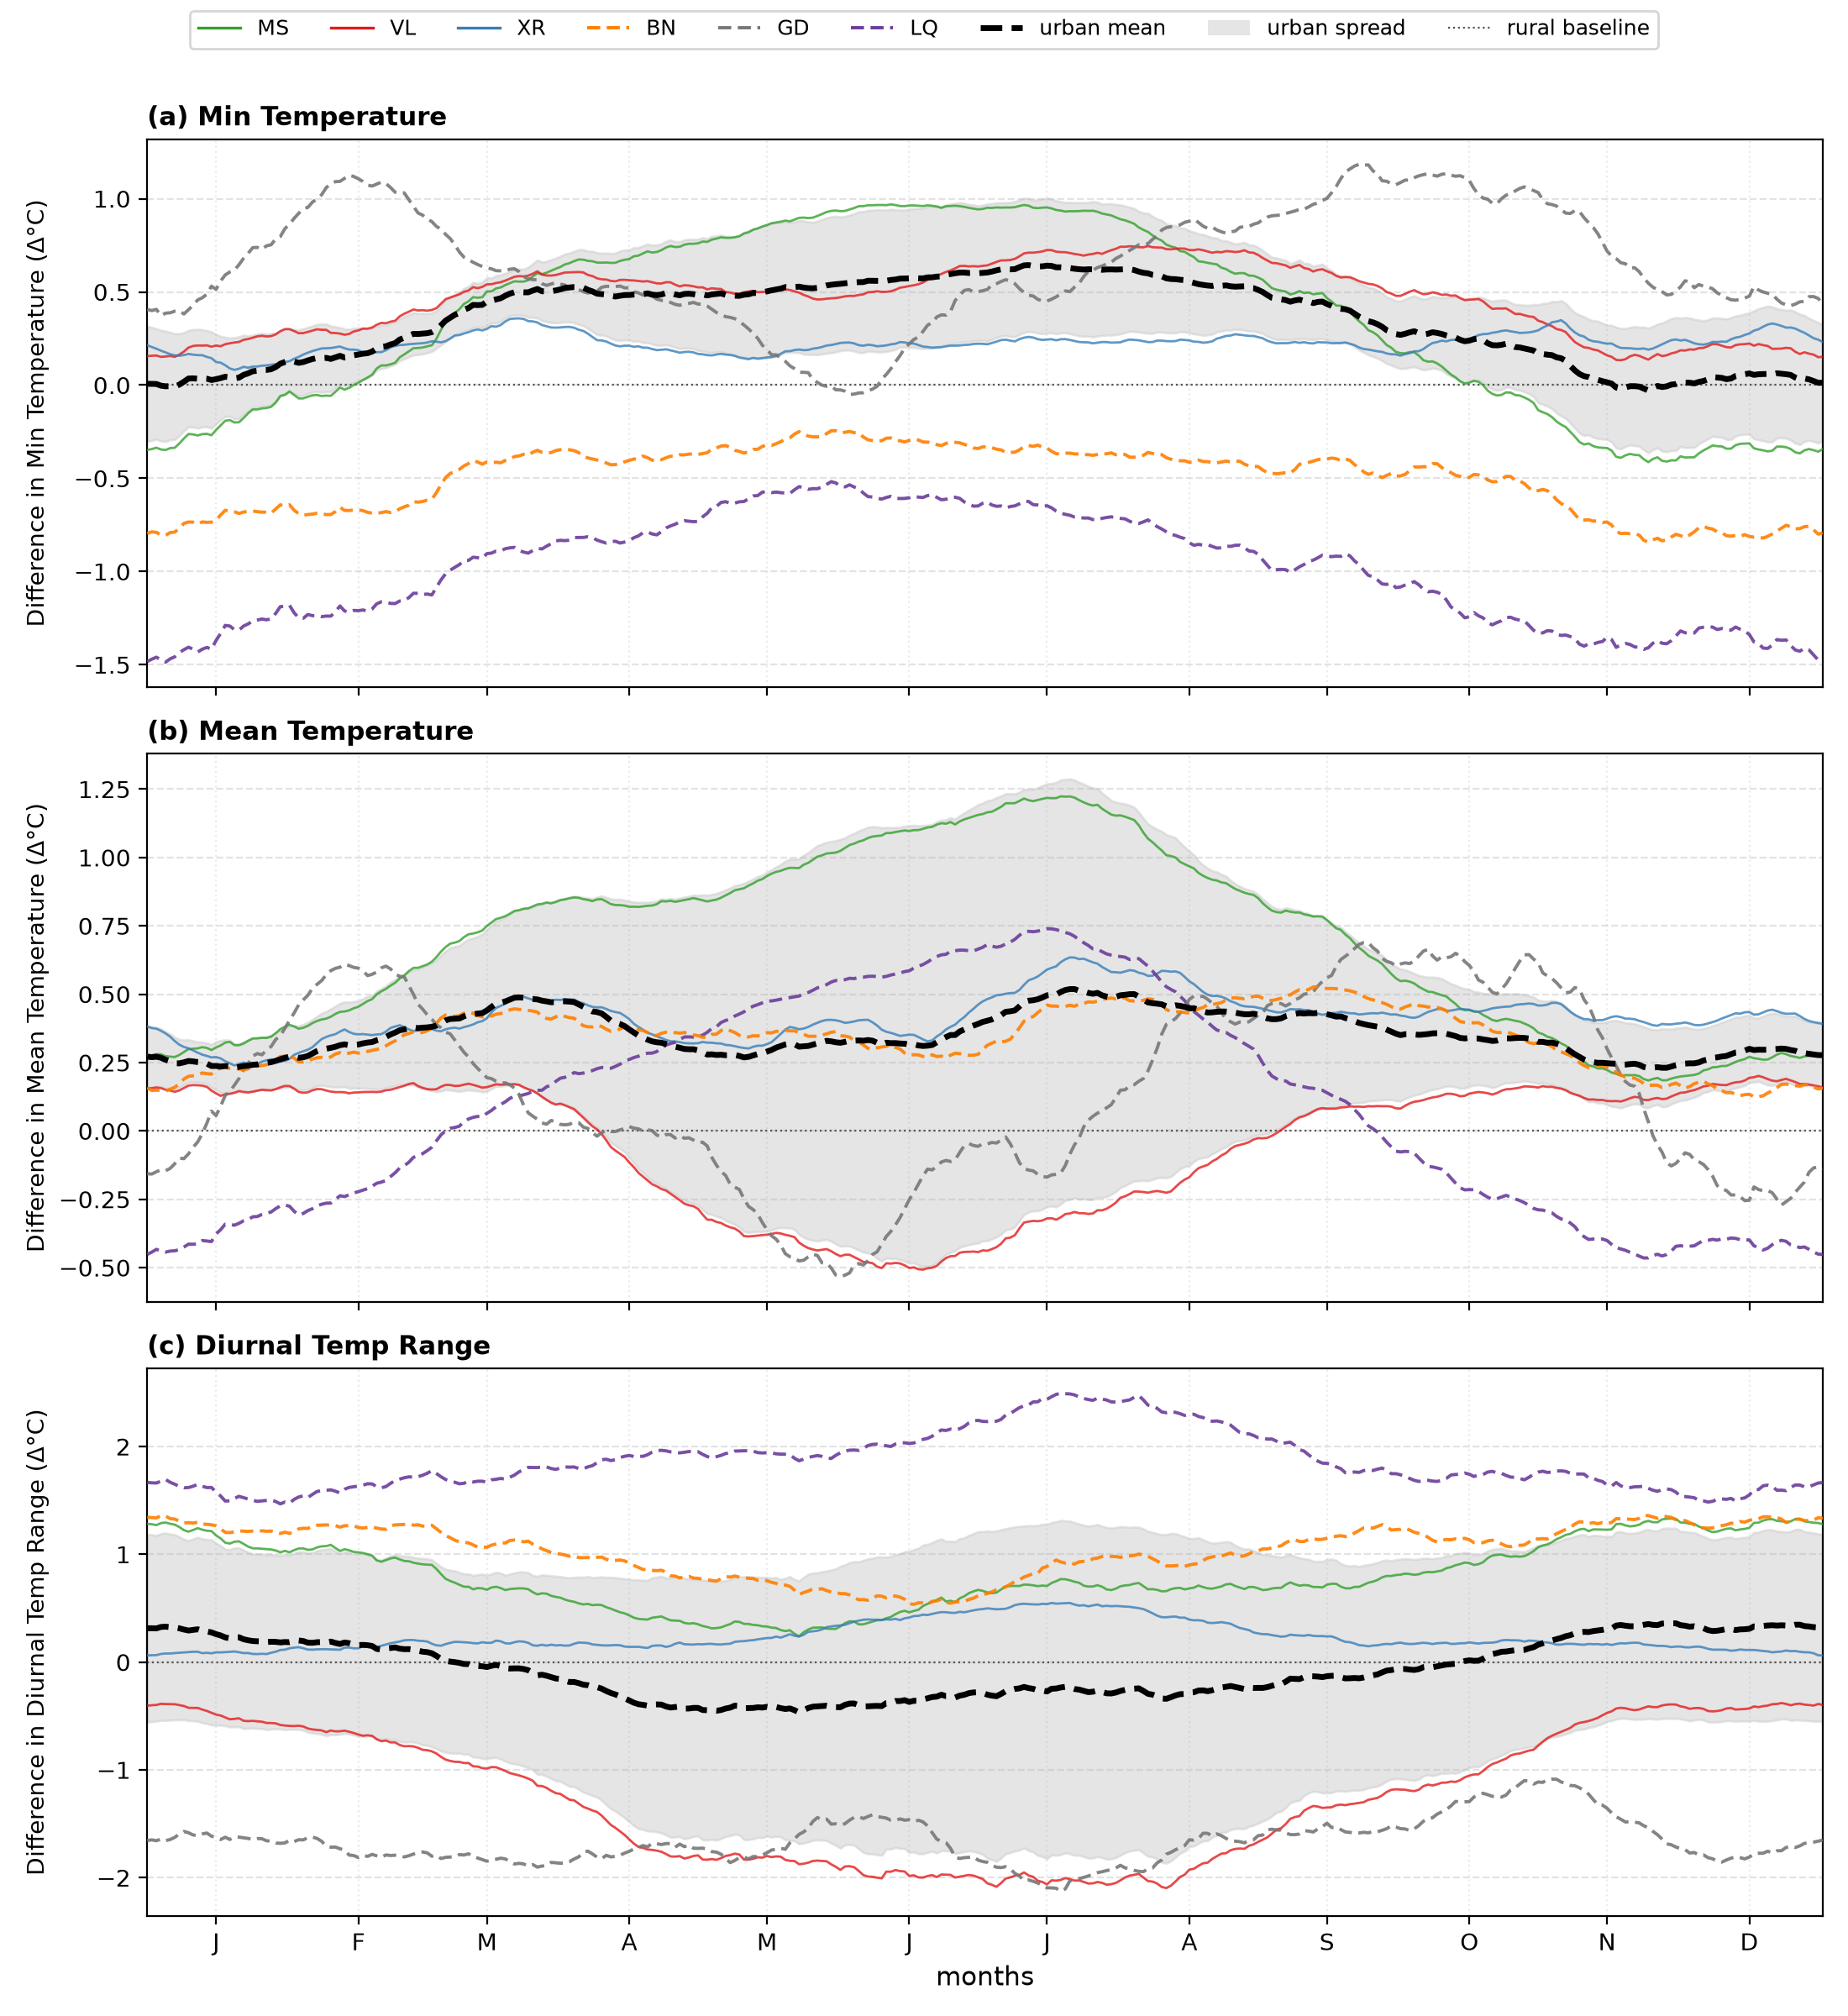 MS VL XR BN GD LQ urban mean urban spread rural baseline
(a) Min Temperature
Difference in Min Temperature (Δ°C)
1.0
0.5
0.0
−0.5
−1.0
−1.5
(b) Mean Temperature
Difference in Mean Temperature (Δ°C)
1.25
1.00
0.75
0.50
0.25
0.00
−0.25
−0.50
(c) Diurnal Temp Range
Difference in Diurnal Temp Range (Δ°C)
2
1
0
−1
−2
J F M A M J J A S O N D
months